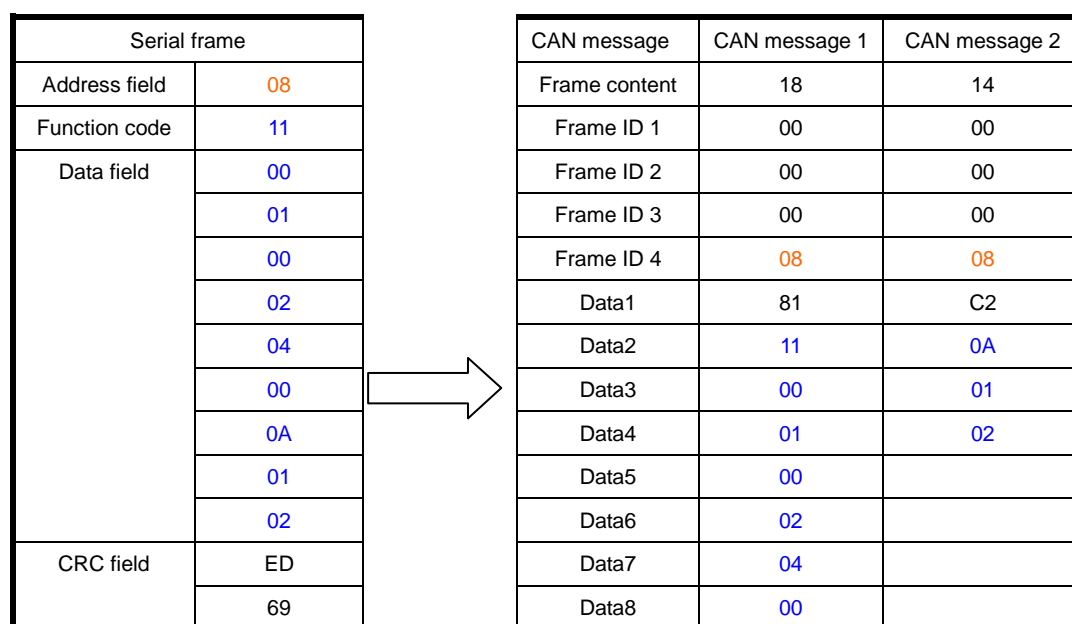 Serial frame CAN message CAN message 1 CAN message 2
Address field 08 Frame content 18 14
Function code 11 Frame ID 1 00 00
Data field 00 Frame ID 2 00 00
01 Frame ID 3 00 00
00 Frame ID 4 08 08
02 Data1 81 C2
04 Data2 11 0A
00 Data3 00 01
0A Data4 01 02
01 Data5 00
02 Data6 02
CRC field ED Data7 04
69 Data8 00